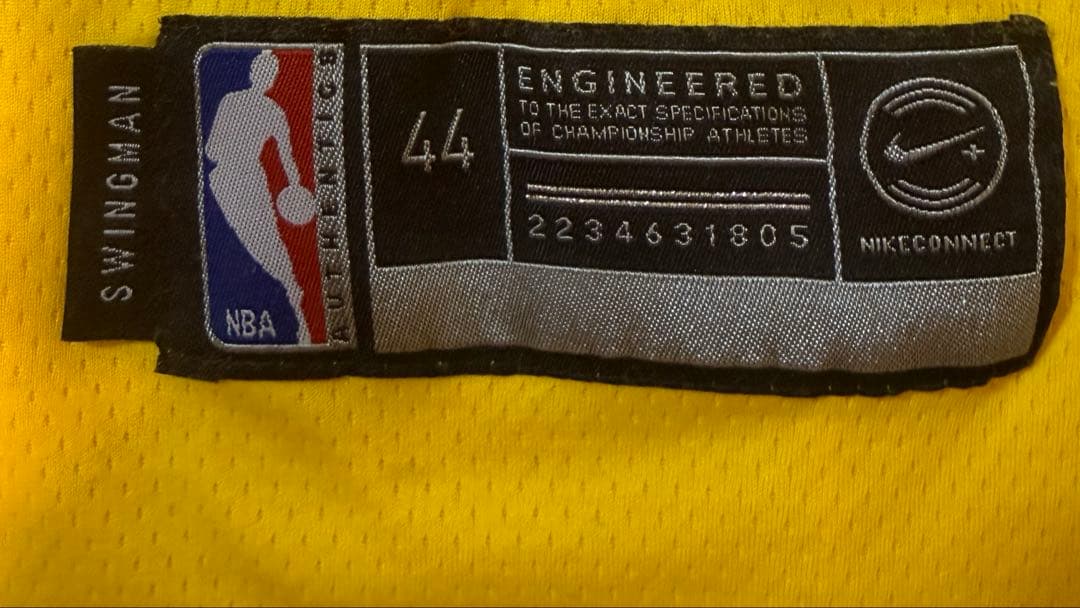 SWINGMAN
NBA
AUTHENTICS
44
ENGINEERED
TO THE EXACT SPECIFICATIONS
OF CHAMPIONSHIP ATHLETES
2234631805
NIKECONNECT